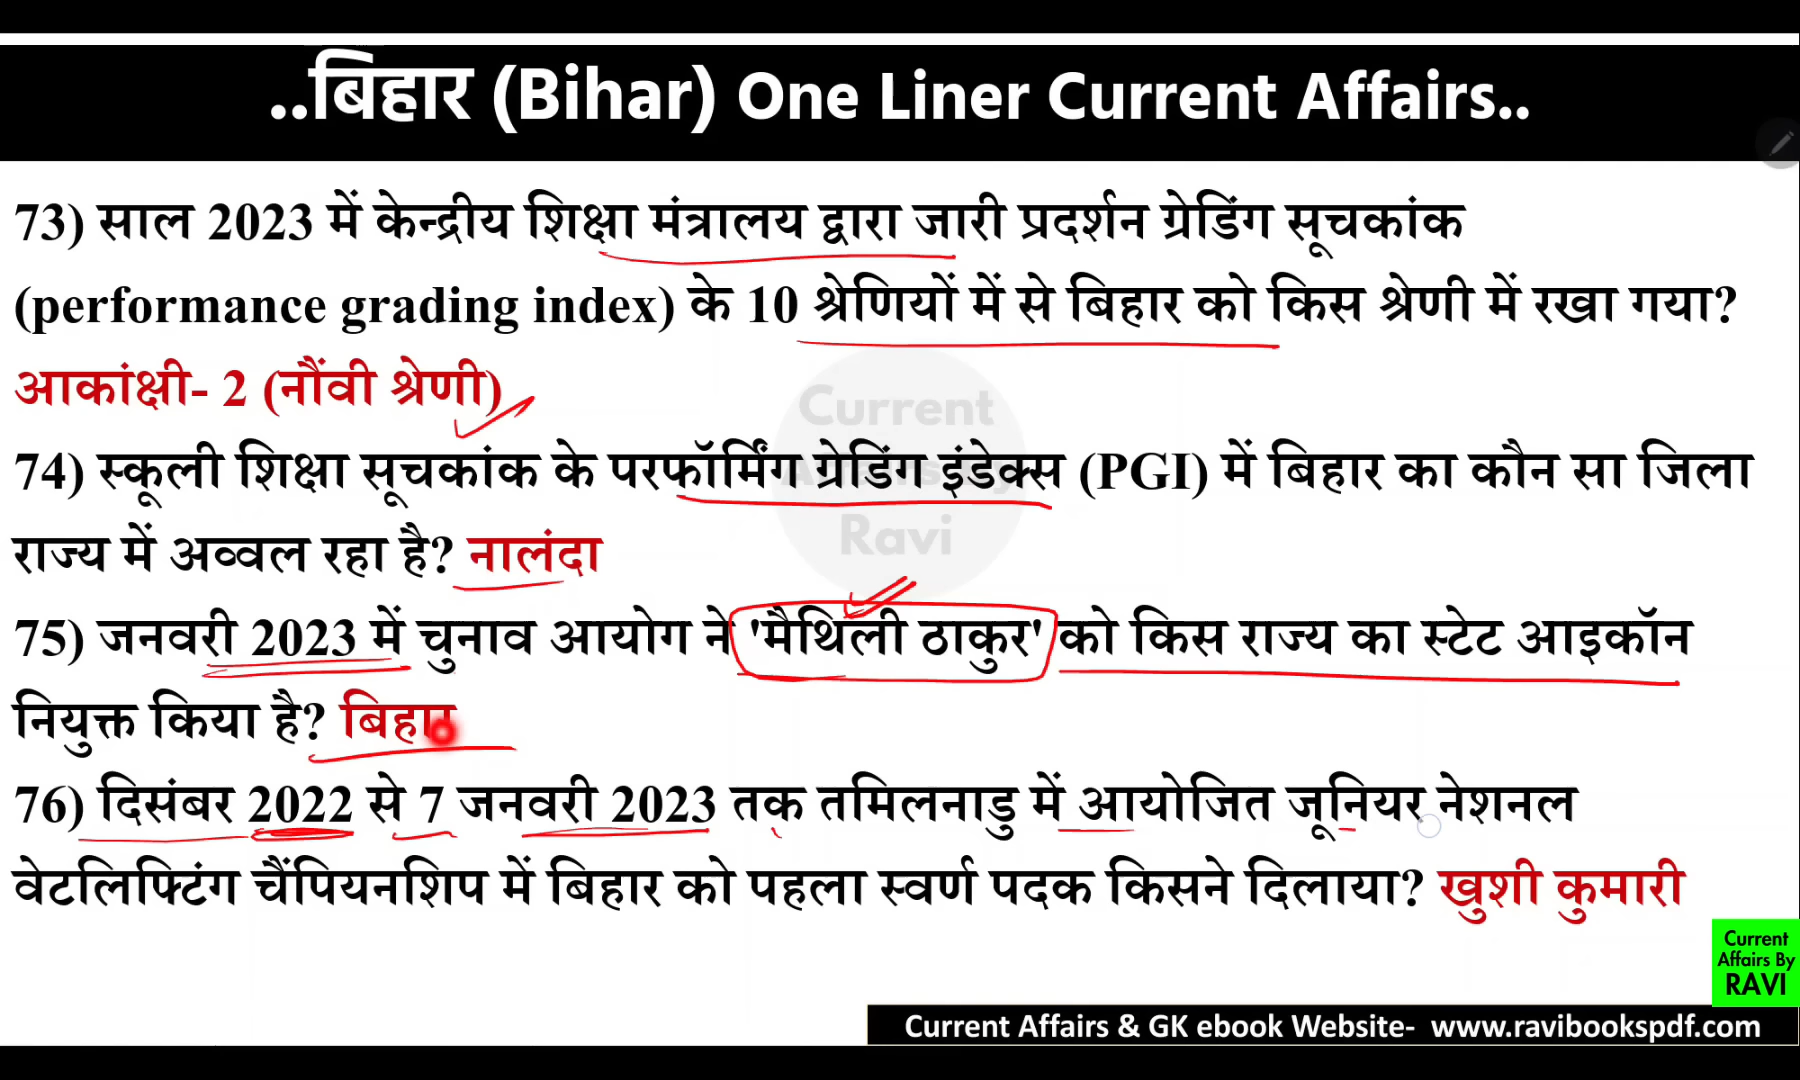 ..बिहार (Bihar) One Liner Current Affairs..
73) साल 2023 में केन्द्रीय शिक्षा मंत्रालय द्वारा जारी प्रदर्शन ग्रेडिंग सूचकांक
(performance grading index) के 10 श्रेणियों में से बिहार को किस श्रेणी में रखा गया?
आकांक्षी- 2 (नौंवी श्रेणी)
74) स्कूली शिक्षा सूचकांक के परफॉर्मिंग ग्रेडिंग इंडेक्स (PGI) में बिहार का कौन सा जिला
राज्य में अव्वल रहा है? नालंदा
75) जनवरी 2023 में चुनाव आयोग ने 'मैथिली ठाकुर' को किस राज्य का स्टेट आइकॉन
नियुक्त किया है? बिहार
76) दिसंबर 2022 से 7 जनवरी 2023 तक तमिलनाडु में आयोजित जूनियर नेशनल
वेटलिफ्टिंग चैंपियनशिप में बिहार को पहला स्वर्ण पदक किसने दिलाया? खुशी कुमारी
Current
Affairs By
Ravi
Current
Affairs By
RAVI
Current Affairs & GK ebook Website- www.ravibookspdf.com